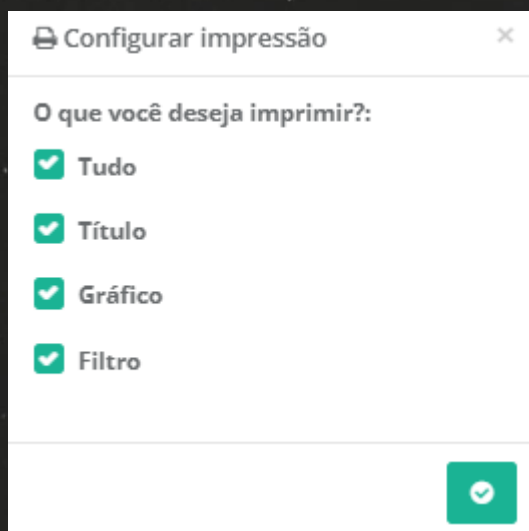 Configurar impressão
O que você deseja imprimir?:
Tudo
Título
Gráfico
Filtro